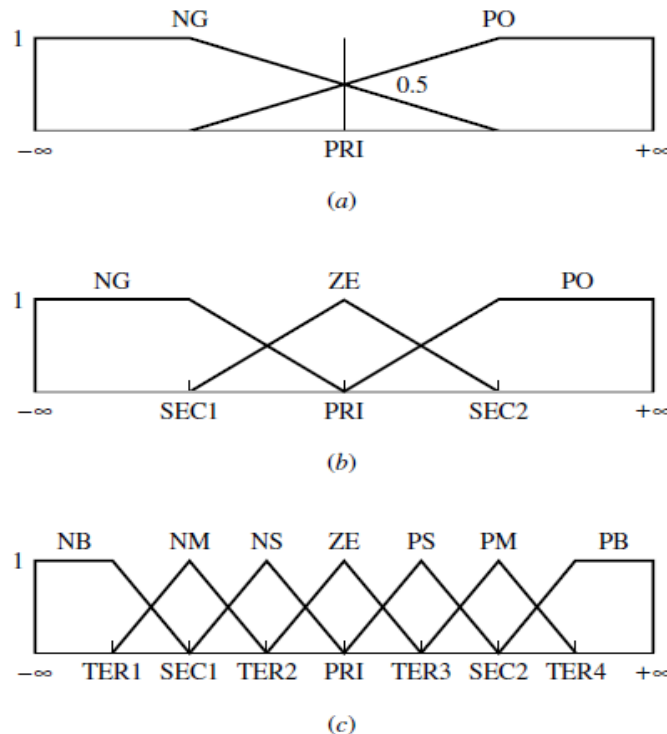 NG PO
1
0.5
−∞ PRI +∞
(a)
NG ZE PO
1
−∞ SEC1 PRI SEC2 +∞
(b)
NB NM NS ZE PS PM PB
1
−∞ TER1 SEC1 TER2 PRI TER3 SEC2 TER4 +∞
(c)